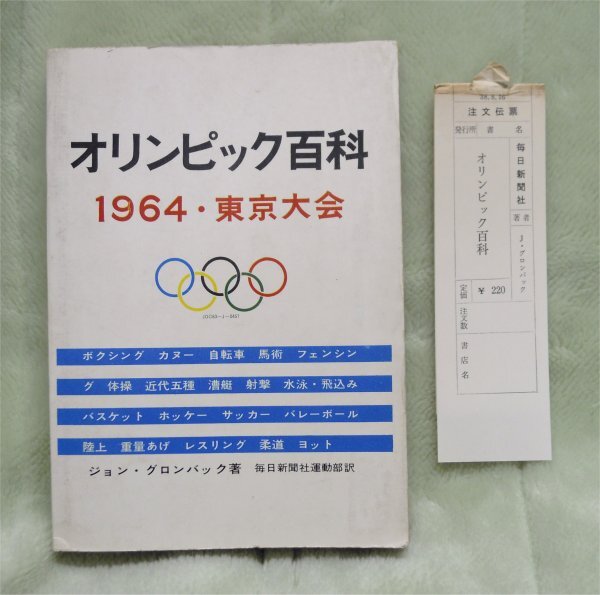 オリンピック百科
1964・東京大会
ボクシング カヌー 自転車 馬術 フェンシン
グ 体操 近代五種 漕艇 射撃 水泳・飛込み
バスケット ホッケー サッカー バレーボール
陸上 重量あげ レスリング 柔道 ヨット
ジョン・グロンバック著 毎日新聞社運動部訳
注文伝票
発行所 書名
毎日新聞社
著者
J・グロンバック
オリンピック百科
定価 ¥ 220
注文数
書店名